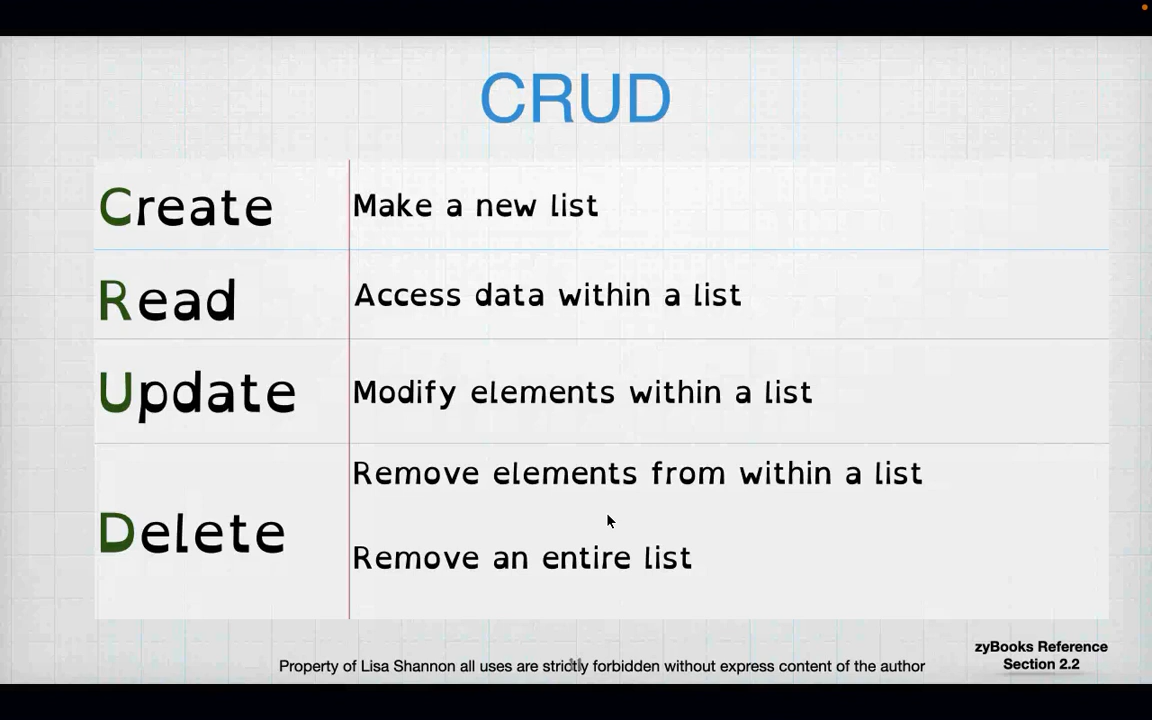 CRUD
Create
Make a new list
Read
Access data within a list
Update
Modify elements within a list
Delete
Remove elements from within a list
Remove an entire list
Property of Lisa Shannon all uses are strictly forbidden without express content of the author
zyBooks Reference
Section 2.2